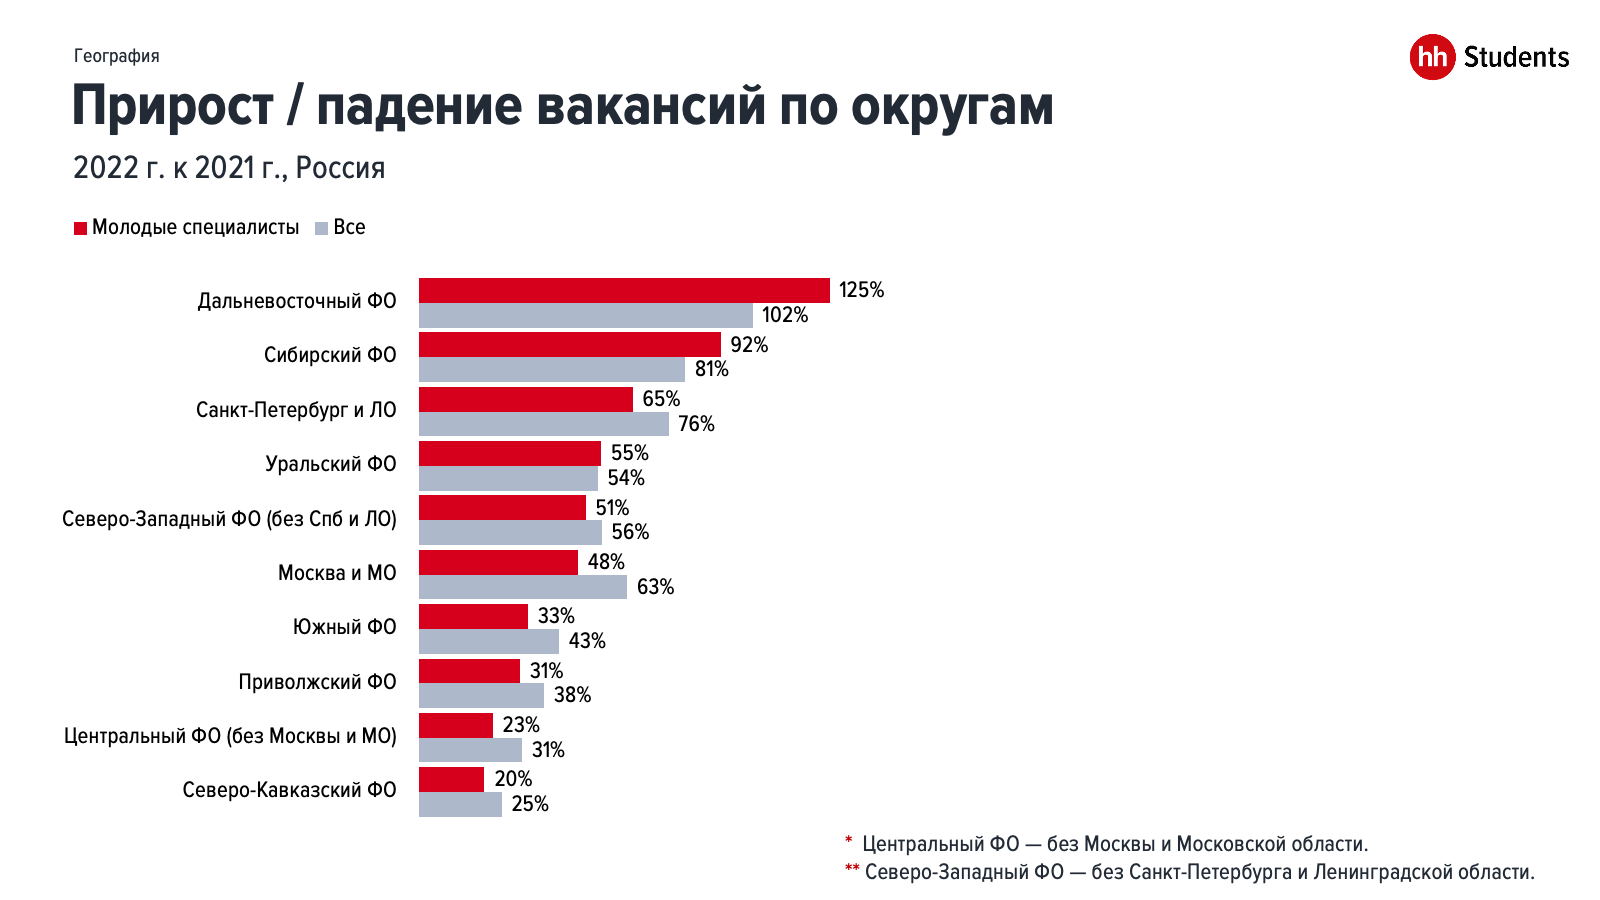 География
hh Students
Прирост / падение вакансий по округам
2022 г. к 2021 г., Россия
Молодые специалисты Все
Дальневосточный ФО 125%
102%
Сибирский ФО 92%
81%
Санкт-Петербург и ЛО 65%
76%
Уральский ФО 55%
54%
Северо-Западный ФО (без Спб и ЛО) 51%
56%
Москва и МО 48%
63%
Южный ФО 33%
43%
Приволжский ФО 31%
38%
Центральный ФО (без Москвы и МО) 23%
31%
Северо-Кавказский ФО 20%
25%
* Центральный ФО — без Москвы и Московской области.
** Северо-Западный ФО — без Санкт-Петербурга и Ленинградской области.